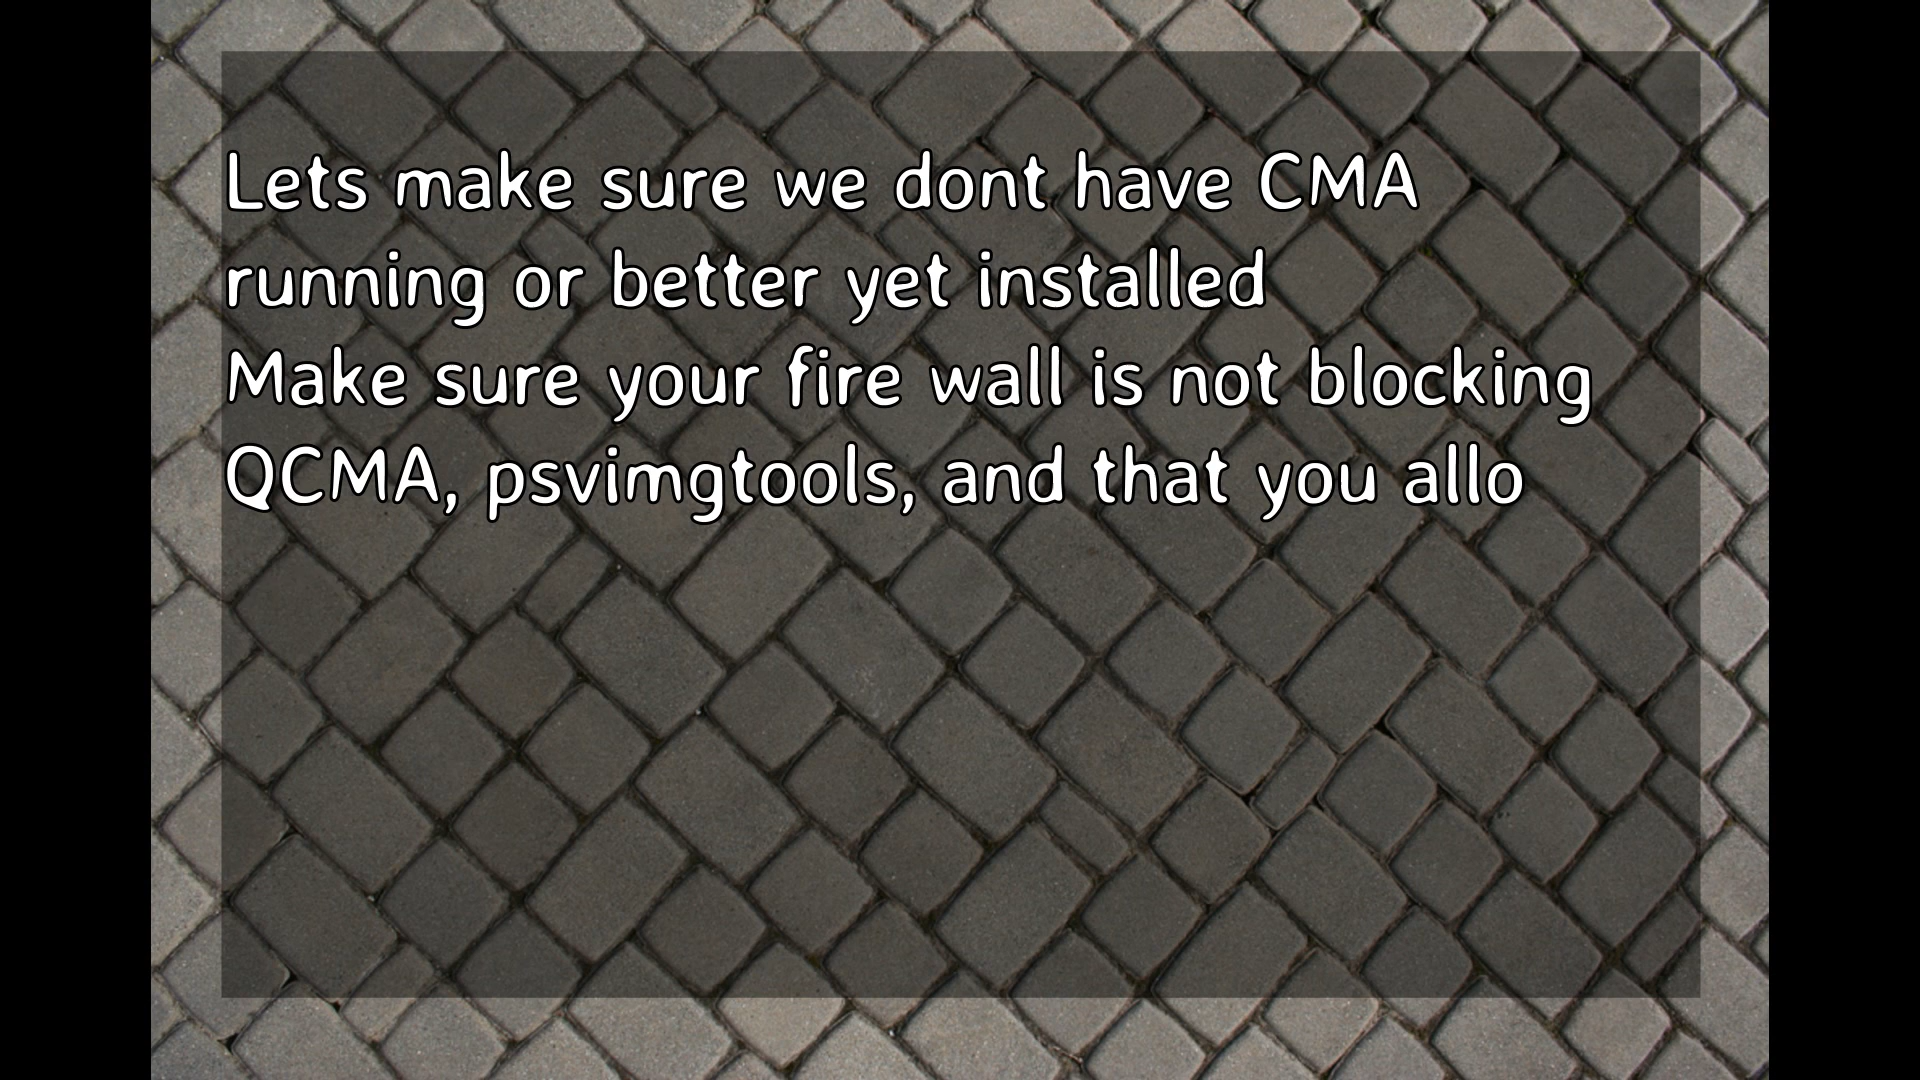 Lets make sure we dont have CMA
running or better yet installed
Make sure your fire wall is not blocking
QCMA, psvimgtools, and that you allo